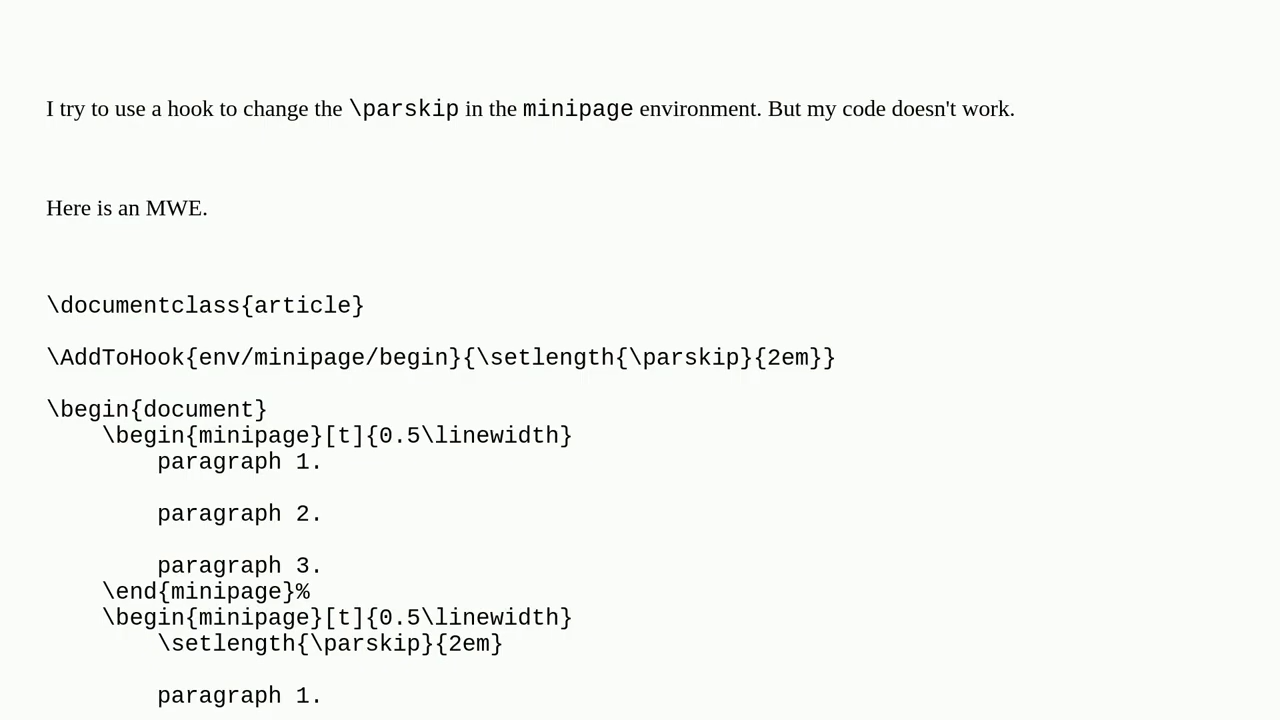 I try to use a hook to change the \parskip in the minipage environment. But my code doesn't work.
Here is an MWE.
\documentclass{article}
\AddToHook{env/minipage/begin}{\setlength{\parskip}{2em}}
\begin{document}
\begin{minipage}[t]{0.5\linewidth}
paragraph 1.
paragraph 2.
paragraph 3.
\end{minipage}%
\begin{minipage}[t]{0.5\linewidth}
\setlength{\parskip}{2em}
paragraph 1.